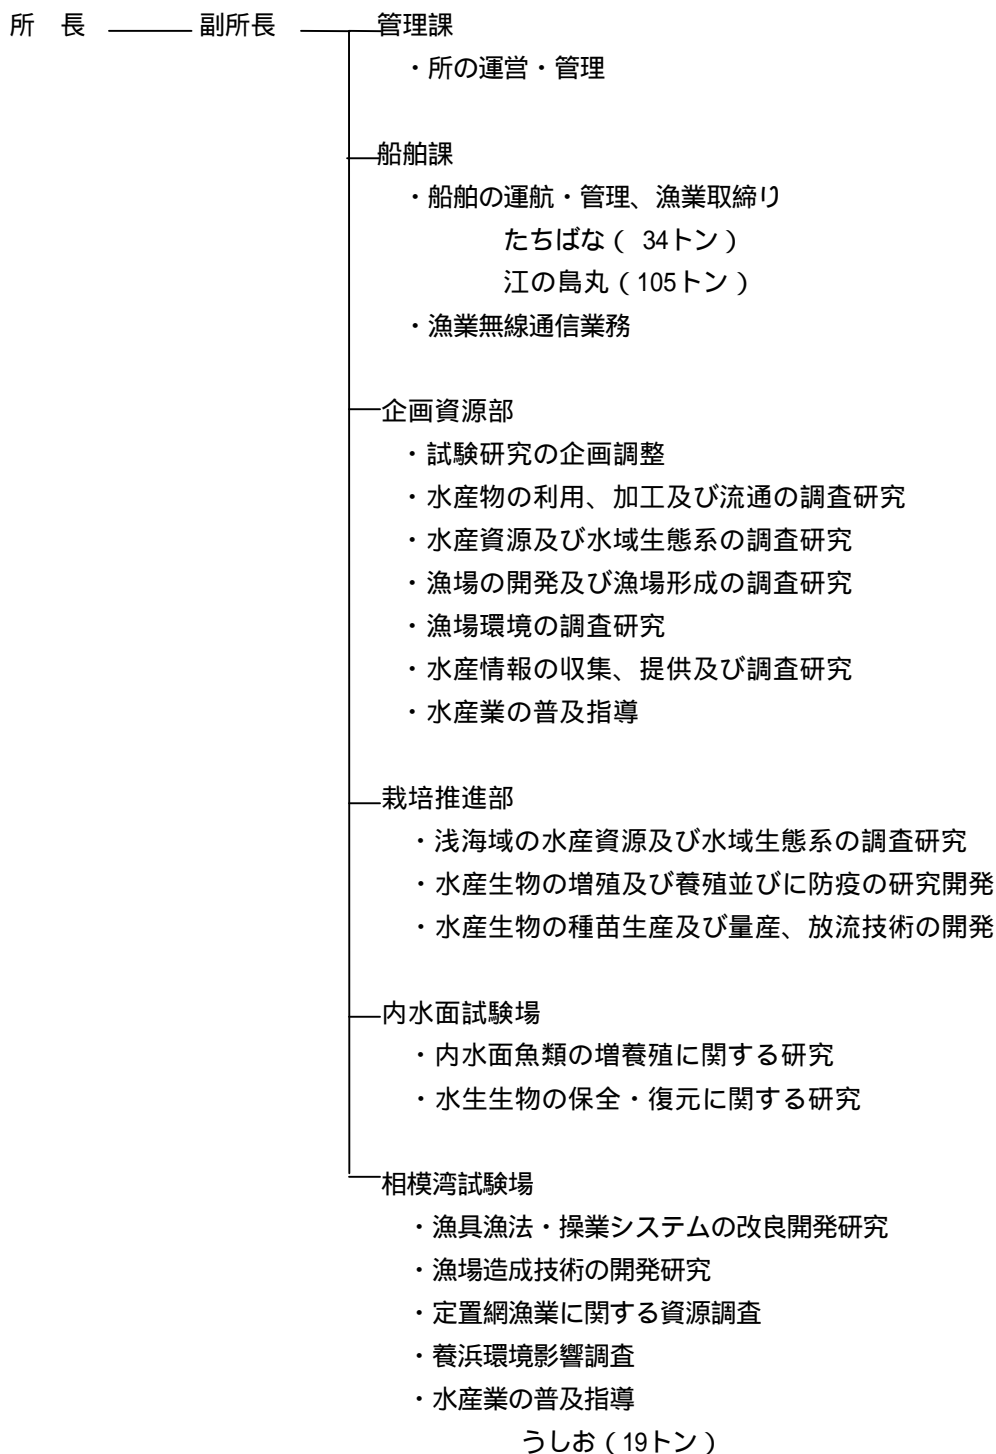 所　長　副所長　管理課
・所の運営・管理
船舶課
・船舶の運航・管理、漁業取締り
たちばな（ 34トン）
江の島丸（105トン）
・漁業無線通信業務
企画資源部
・試験研究の企画調整
・水産物の利用、加工及び流通の調査研究
・水産資源及び水域生態系の調査研究
・漁場の開発及び漁場形成の調査研究
・漁場環境の調査研究
・水産情報の収集、提供及び調査研究
・水産業の普及指導
栽培推進部
・浅海域の水産資源及び水域生態系の調査研究
・水産生物の増殖及び養殖並びに防疫の研究開発
・水産生物の種苗生産及び量産、放流技術の開発
内水面試験場
・内水面魚類の増養殖に関する研究
・水生生物の保全・復元に関する研究
相模湾試験場
・漁具漁法・操業システムの改良開発研究
・漁場造成技術の開発研究
・定置網漁業に関する資源調査
・養浜環境影響調査
・水産業の普及指導
うしお（19トン）